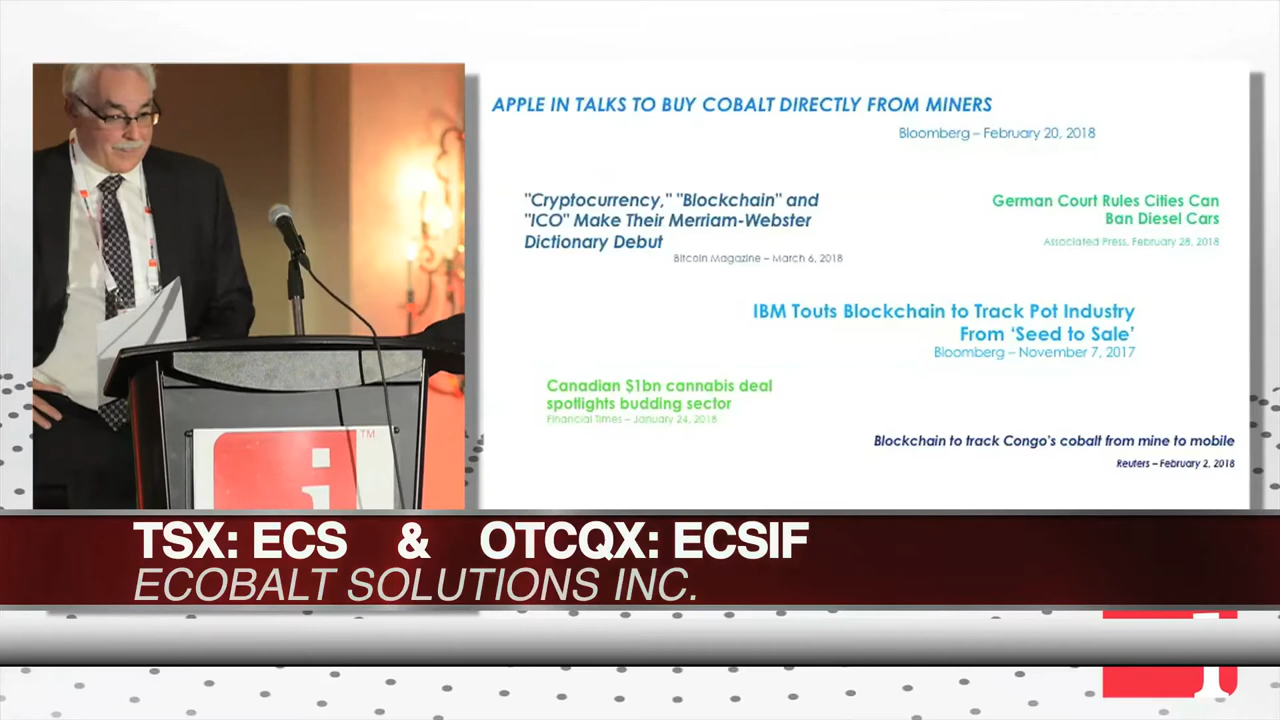 APPLE IN TALKS TO BUY COBALT DIRECTLY FROM MINERS
Bloomberg – February 20, 2018
"Cryptocurrency," "Blockchain" and
"ICO" Make Their Merriam-Webster
Dictionary Debut
Bitcoin Magazine – March 6, 2018
German Court Rules Cities Can
Ban Diesel Cars
Associated Press, February 28, 2018
IBM Touts Blockchain to Track Pot Industry
From ‘Seed to Sale’
Bloomberg – November 7, 2017
Canadian $1bn cannabis deal
spotlights budding sector
Financial Times – January 24, 2018
Blockchain to track Congo's cobalt from mine to mobile
Reuters – February 2, 2018
i
TM
TSX: ECS & OTCQX: ECSIF
ECOBALT SOLUTIONS INC.
i